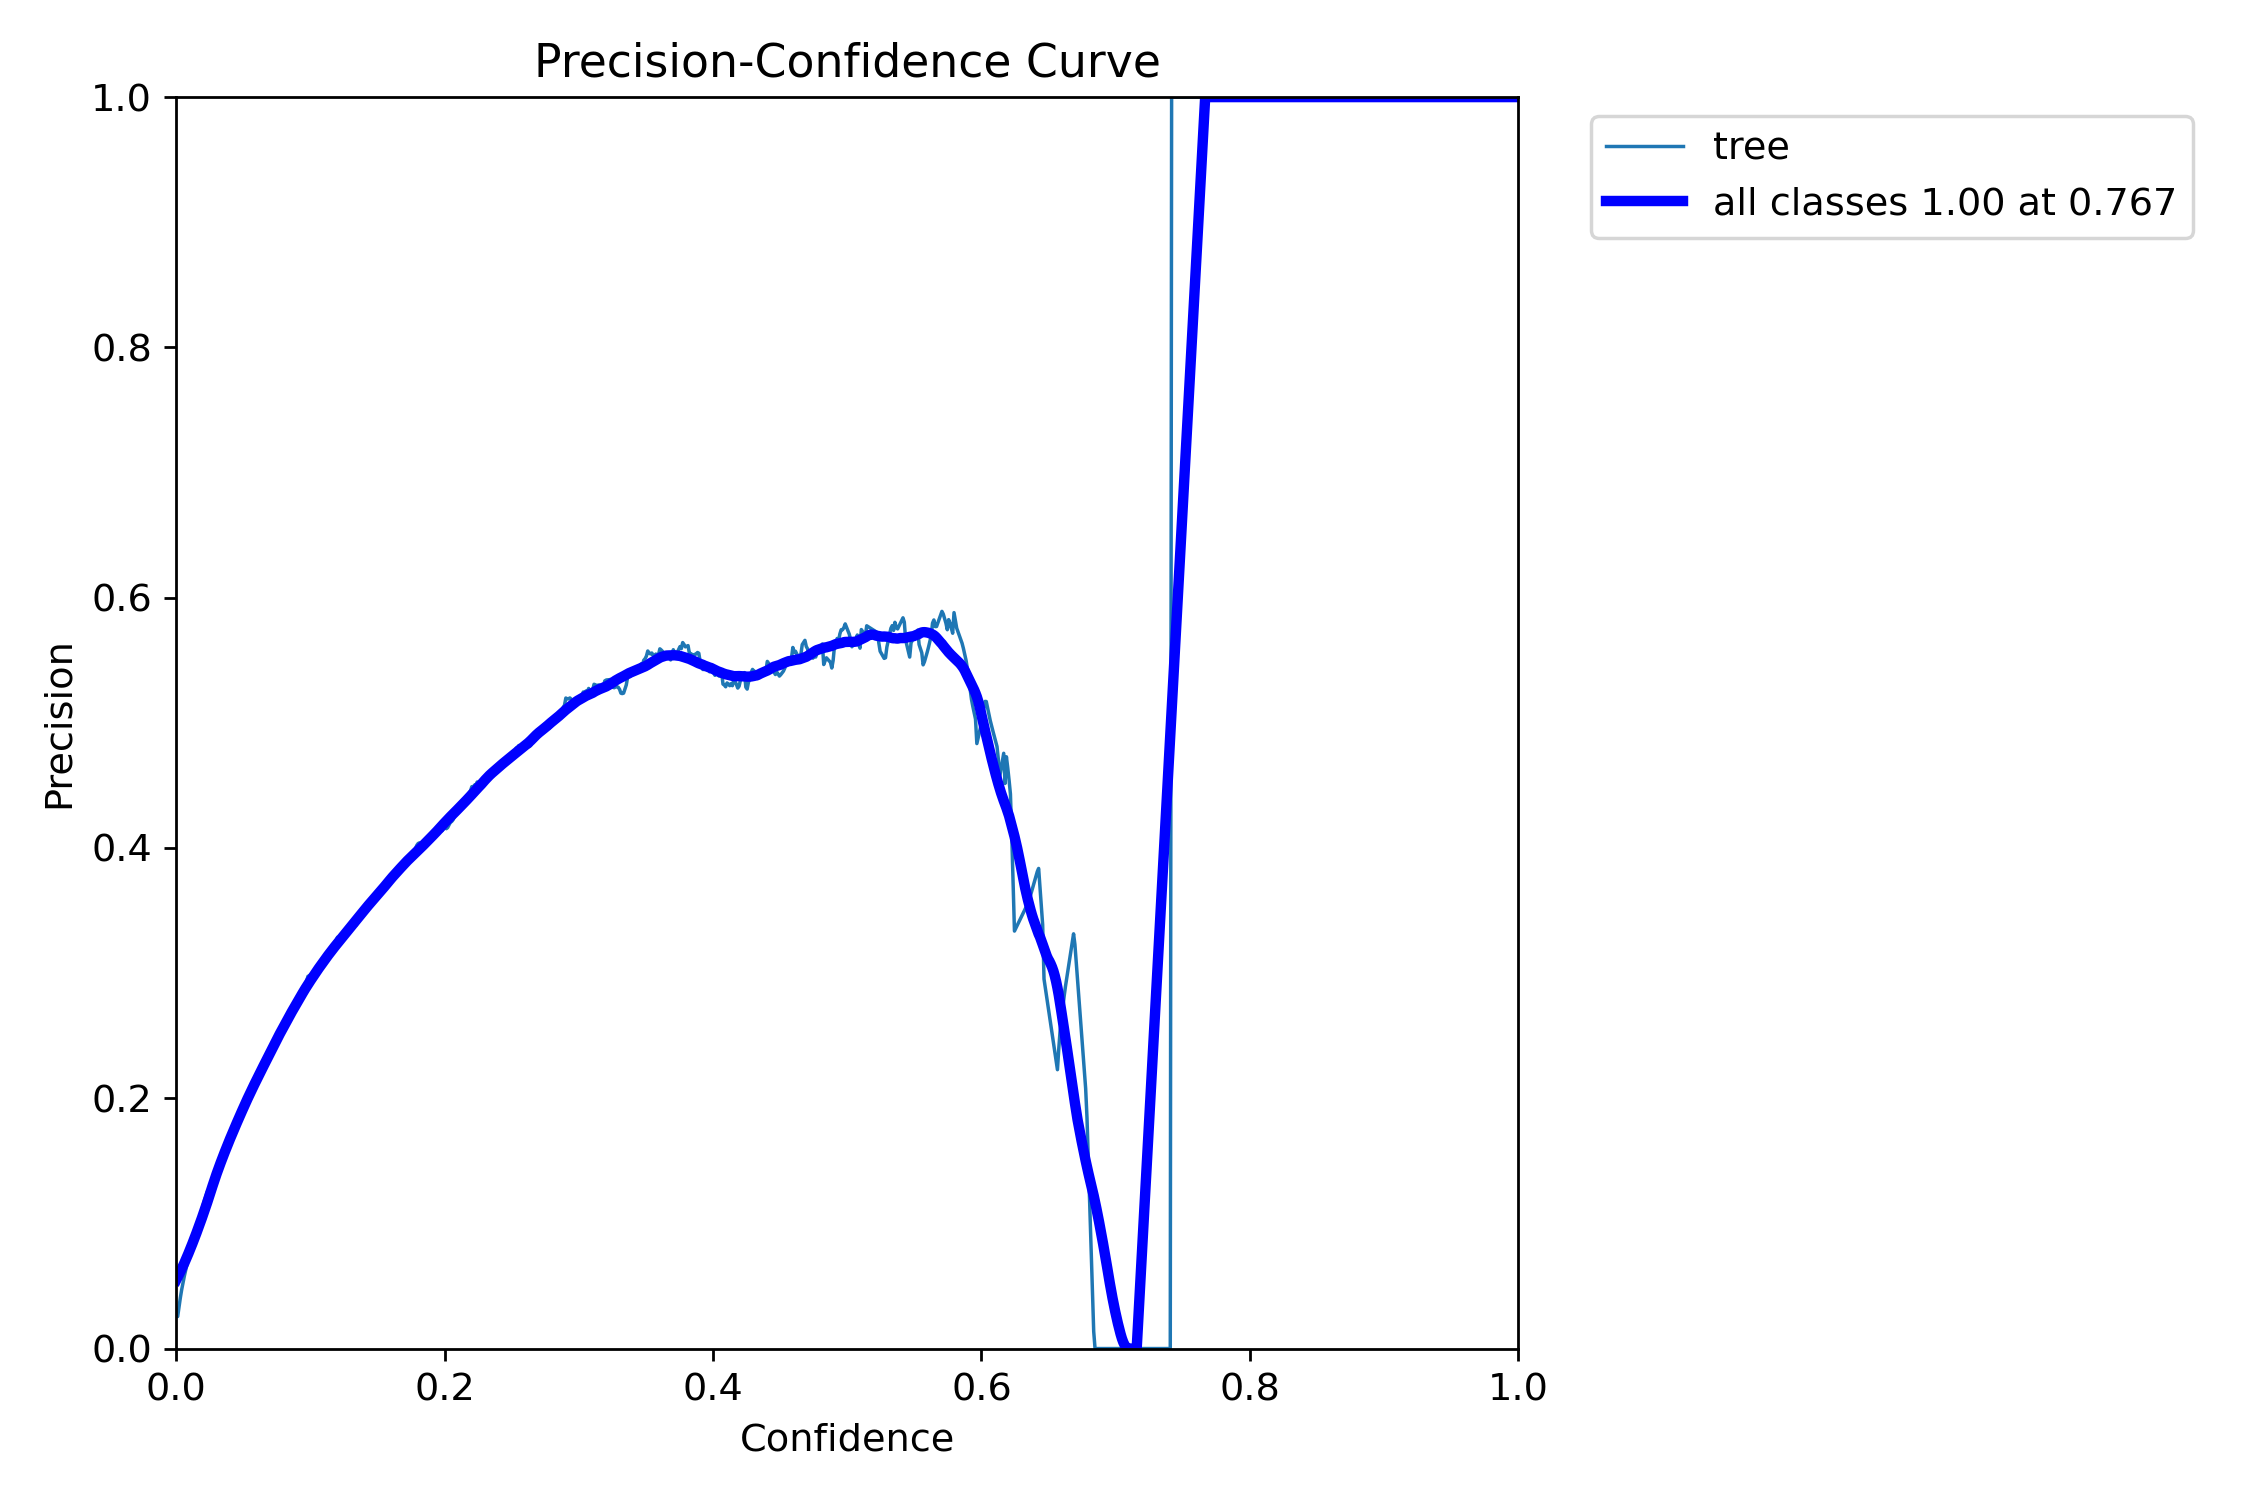 Precision-Confidence Curve
1.0
0.8
0.6
0.4
0.2
0.0
Precision
0.0 0.2 0.4 0.6 0.8 1.0
Confidence
tree
all classes 1.00 at 0.767